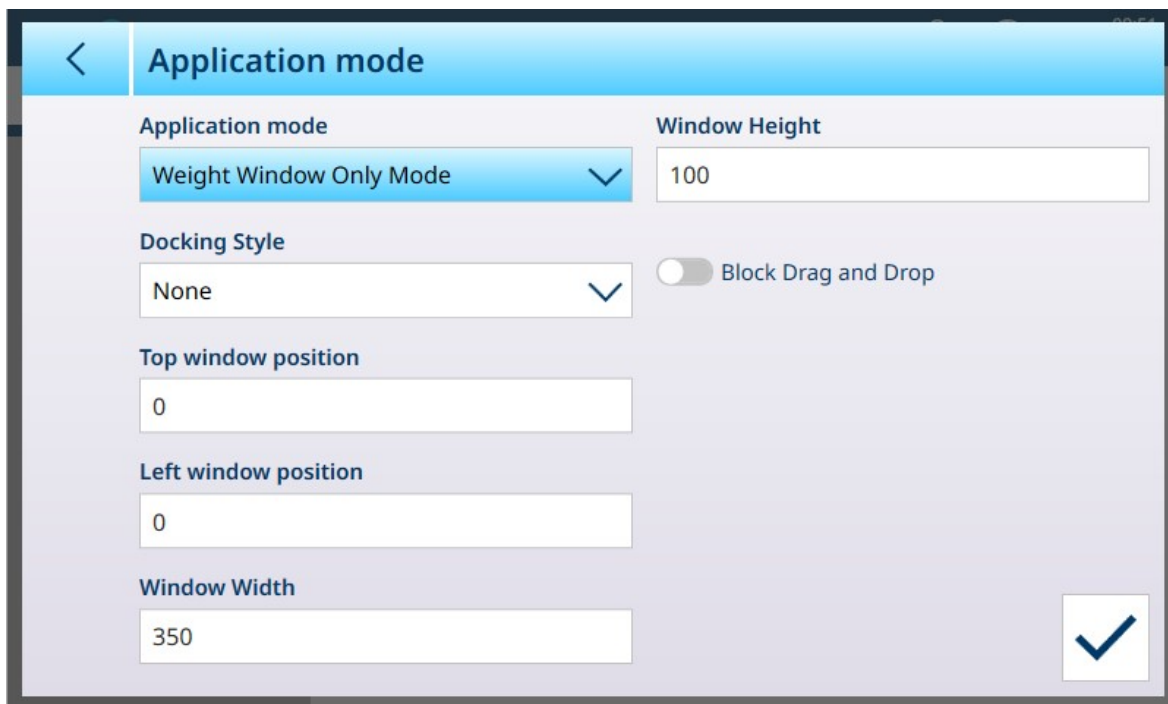 Application mode
Application mode
Weight Window Only Mode
Window Height
100
Docking Style
None
Block Drag and Drop
Top window position
0
Left window position
0
Window Width
350